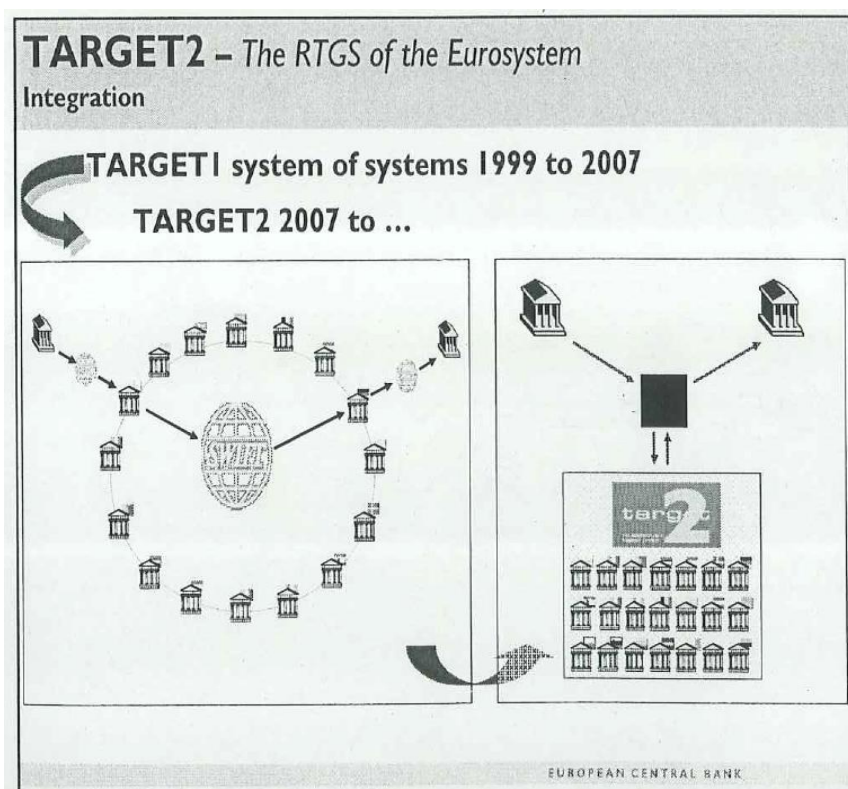 TARGET2 – The RTGS of the Eurosystem
Integration
TARGET1 system of systems 1999 to 2007
TARGET2 2007 to ...
SWIFT
target
2
EUROPEAN CENTRAL BANK